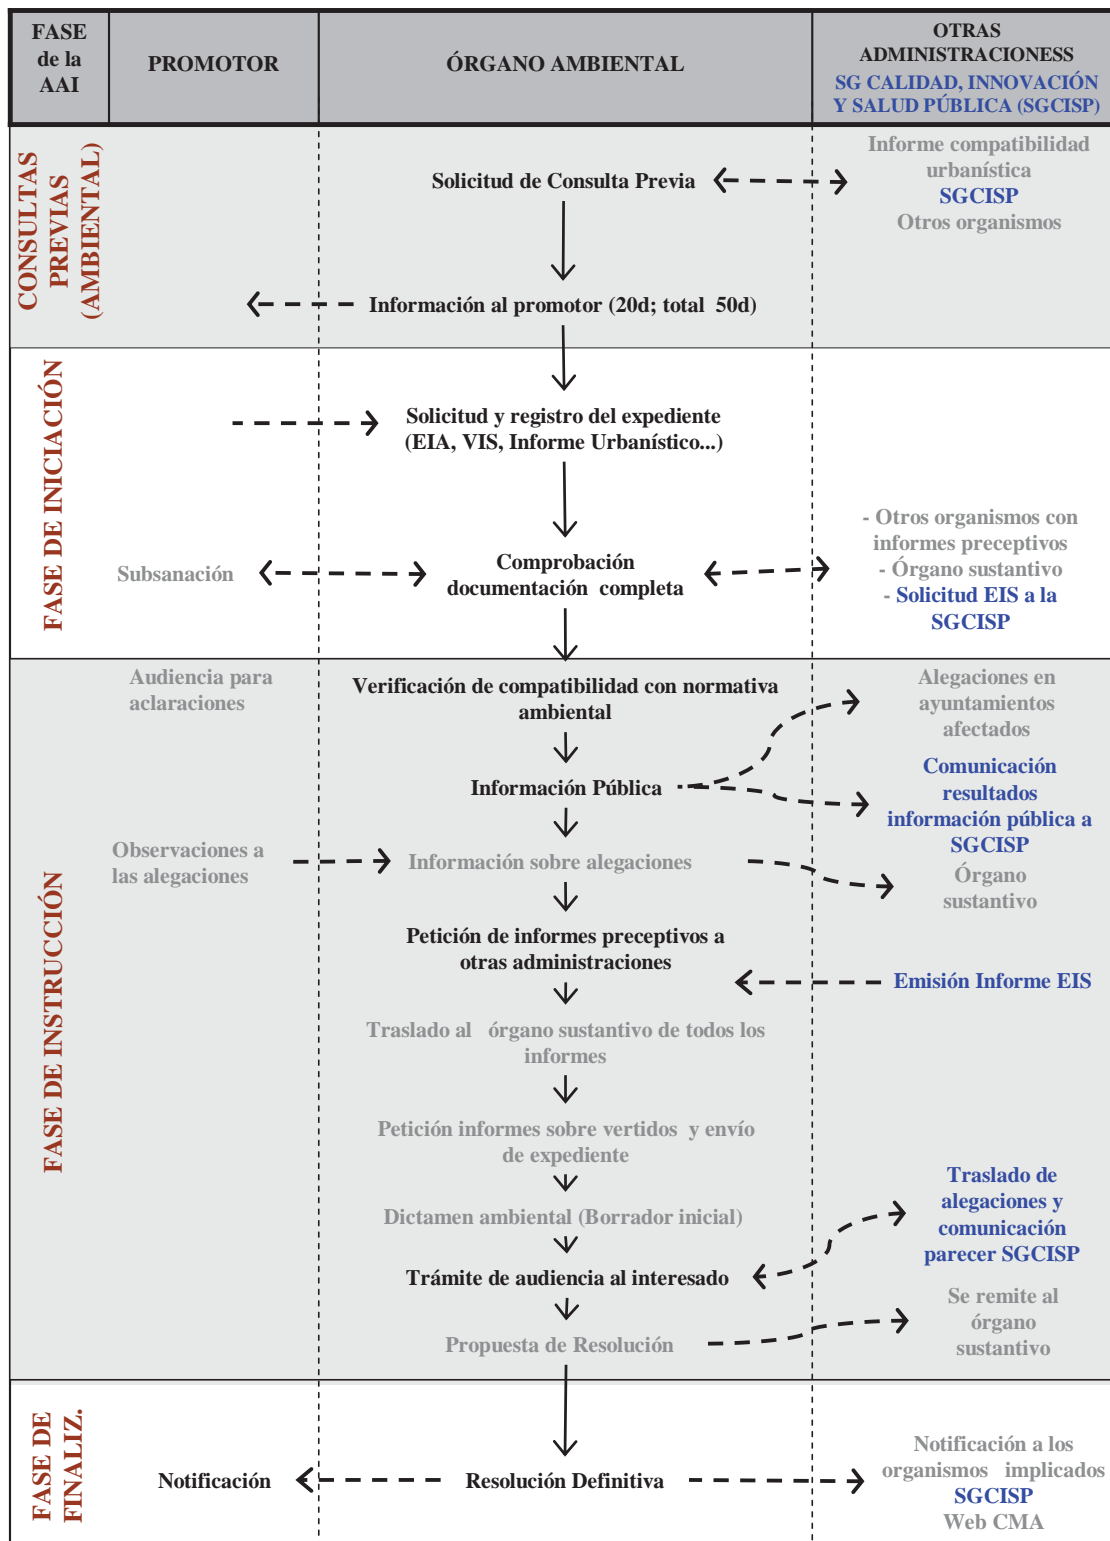 FASE
de la
AAI
PROMOTOR
ÓRGANO AMBIENTAL
OTRAS
ADMINISTRACIONESS
SG CALIDAD, INNOVACIÓN
Y SALUD PÚBLICA (SGCISP)
CONSULTAS
PREVIAS
(AMBIENTAL)
Solicitud de Consulta Previa
Informe compatibilidad
urbanística
SGCISP
Otros organismos
Información al promotor (20d; total 50d)
FASE DE INICIACIÓN
Solicitud y registro del expediente
(EIA, VIS, Informe Urbanístico...)
Subsanación
Comprobación
documentación completa
- Otros organismos con
informes preceptivos
- Órgano sustantivo
- Solicitud EIS a la
SGCISP
FASE DE INSTRUCCIÓN
Audiencia para
aclaraciones
Verificación de compatibilidad con normativa
ambiental
Alegaciones en
ayuntamientos
afectados
Información Pública
Comunicación
resultados
información pública a
SGCISP
Observaciones a
las alegaciones
Información sobre alegaciones
Órgano
sustantivo
Petición de informes preceptivos a
otras administraciones
Emisión Informe EIS
Traslado al órgano sustantivo de todos los
informes
Petición informes sobre vertidos y envío
de expediente
Dictamen ambiental (Borrador inicial)
Traslado de
alegaciones y
comunicación
parecer SGCISP
Trámite de audiencia al interesado
Propuesta de Resolución
Se remite al
órgano
sustantivo
FASE DE
FINALIZ.
Notificación
Resolución Definitiva
Notificación a los
organismos implicados
SGCISP
Web CMA